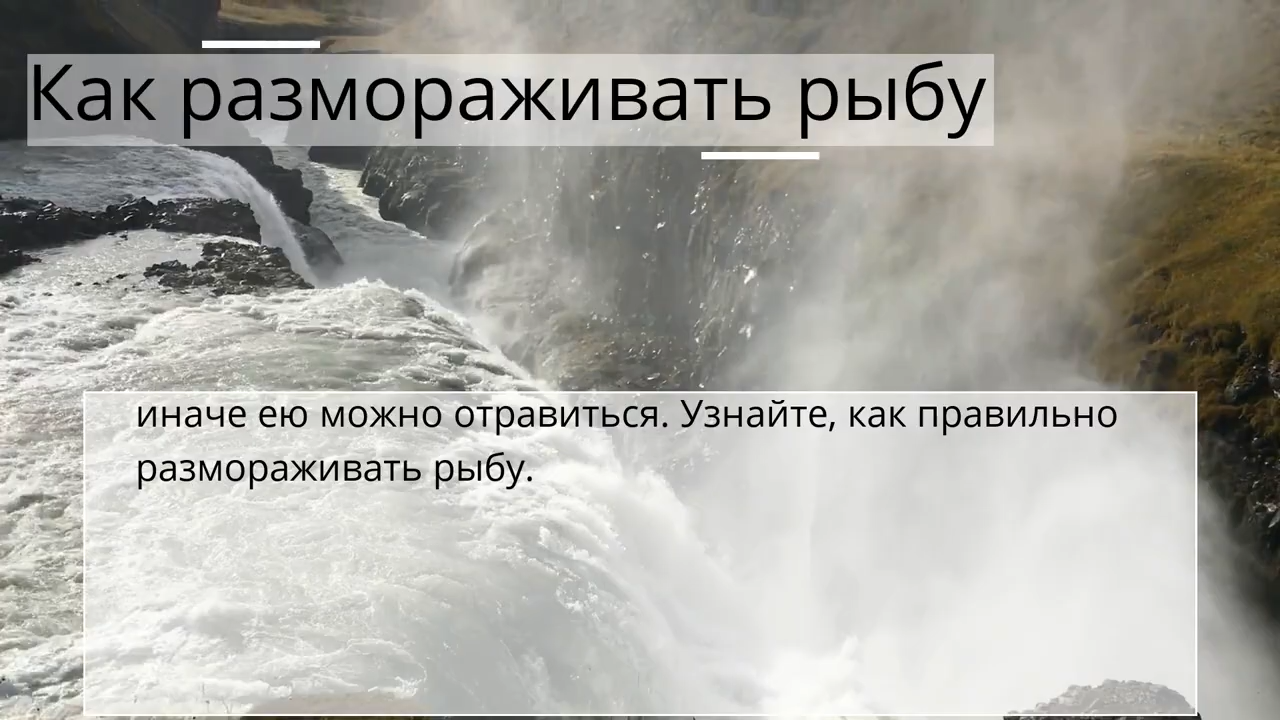 Как размораживать рыбу
иначе ею можно отравиться. Узнайте, как правильно
размораживать рыбу.